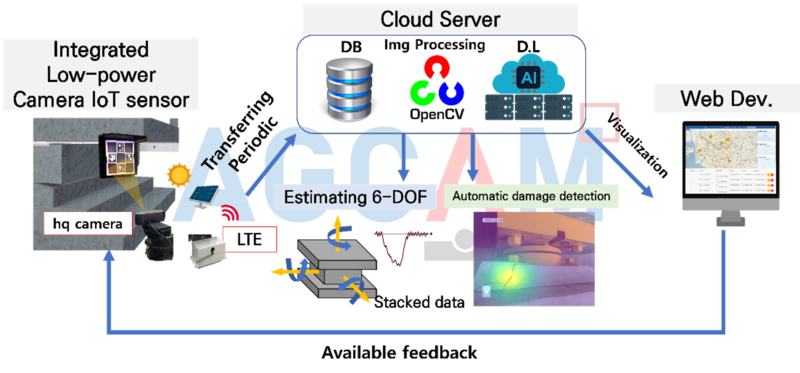 Cloud Server
Integrated
Low-power
Camera IoT sensor
DB
Img Processing
D.L
AI
OpenCV
Transferring
Periodic
Visualization
Web Dev.
AGCAM
hq camera
LTE
Estimating 6-DOF
Automatic damage detection
Stacked data
Available feedback